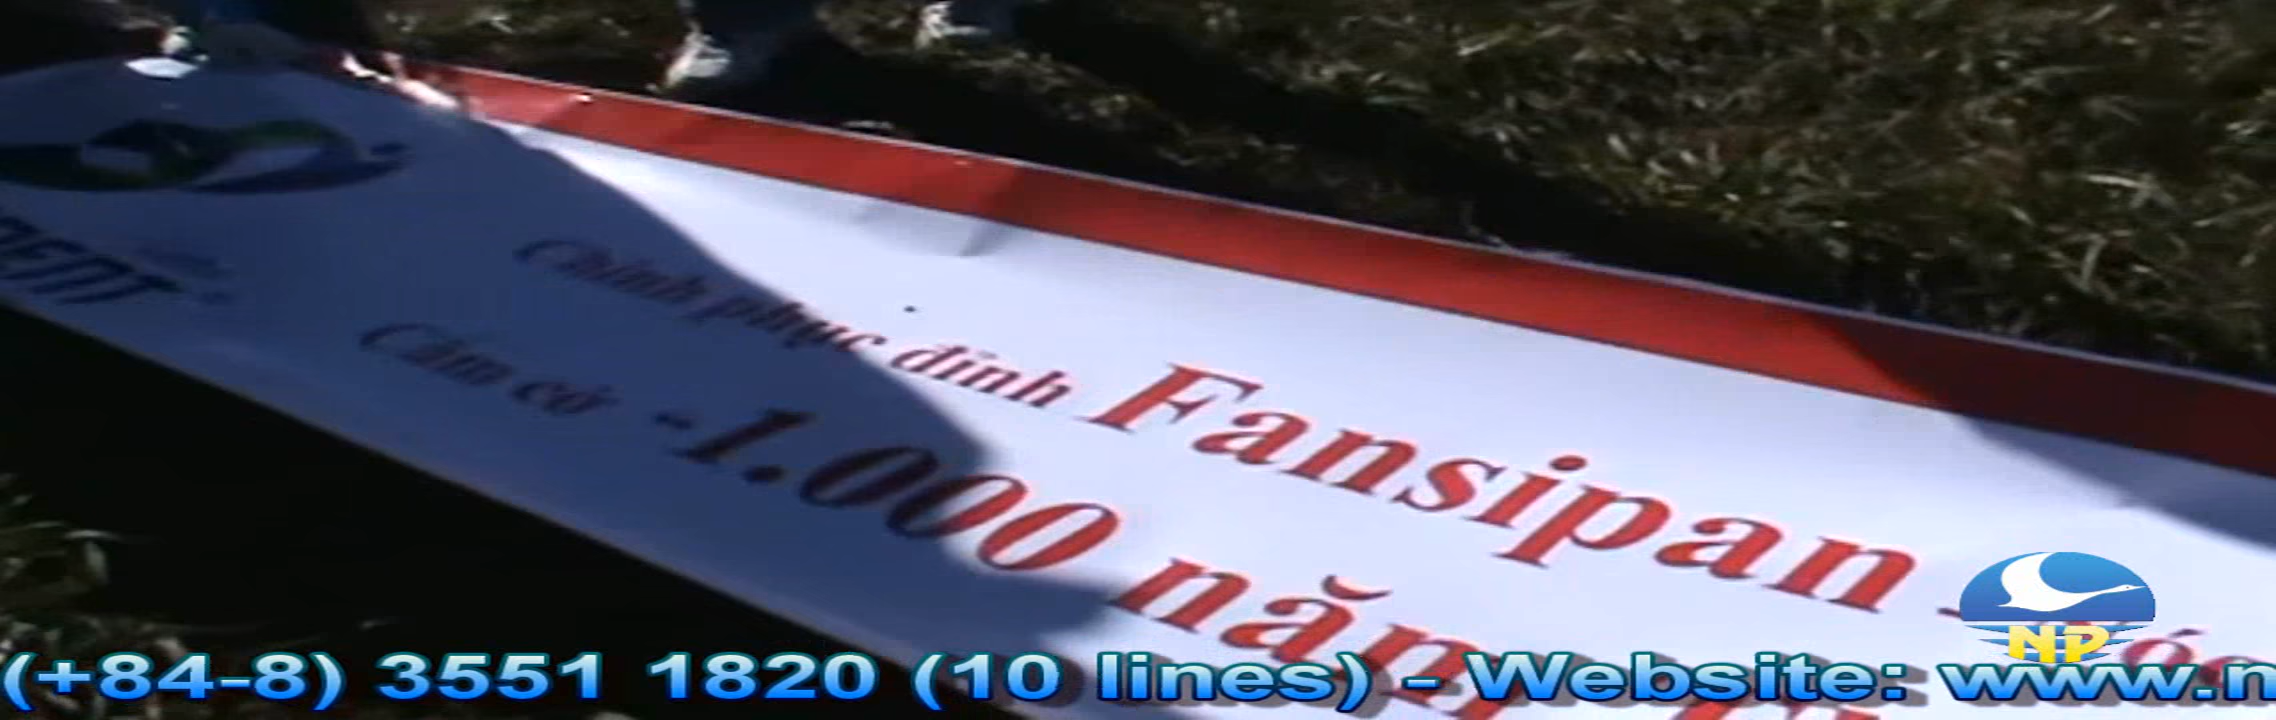 Chinh phục đỉnh Fansipan -
Cắm cờ "1.000 năm
NP
(+84-8) 3551 1820 (10 lines) - Website: www.n